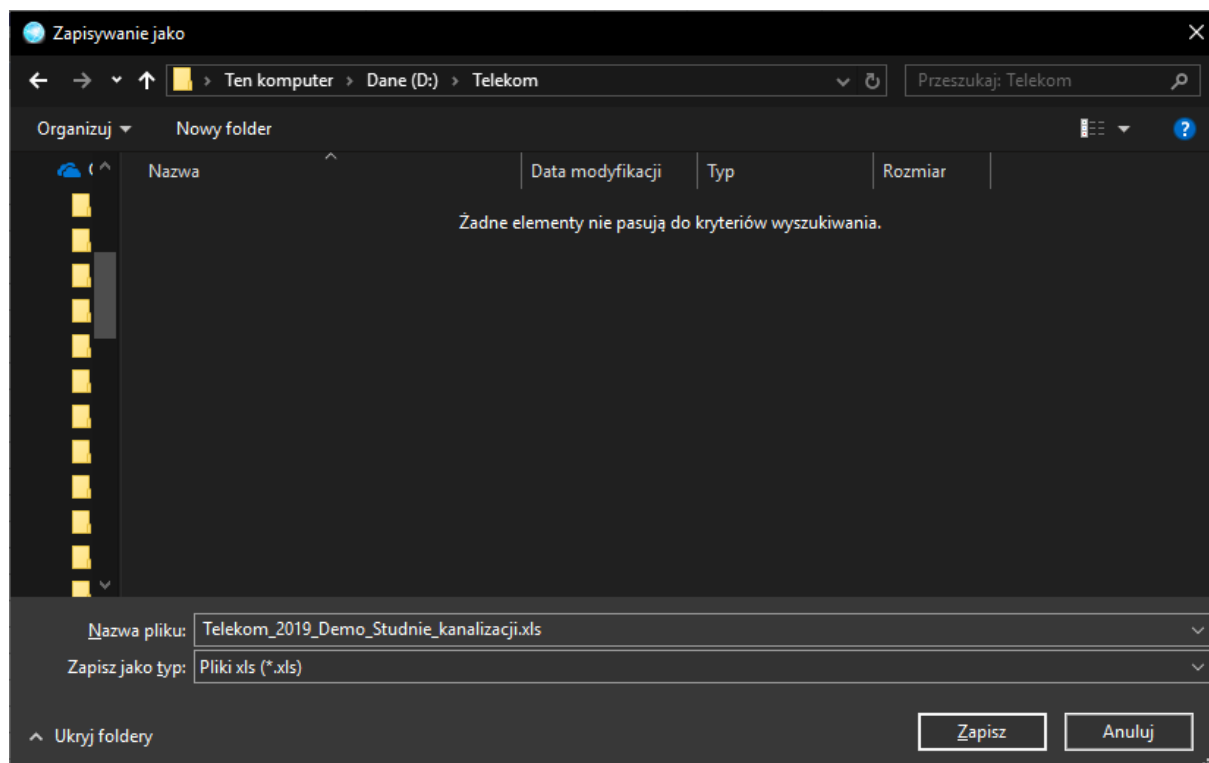 Zapisywanie jako
Ten komputer > Dane (D:) > Telekom
Przeszukaj: Telekom
Organizuj
Nowy folder
Nazwa Data modyfikacji Typ Rozmiar
Żadne elementy nie pasują do kryteriów wyszukiwania.
Nazwa pliku: Telekom_2019_Demo_Studnie_kanalizacji.xls
Zapisz jako typ: Pliki xls (*.xls)
Ukryj foldery
Zapisz
Anuluj